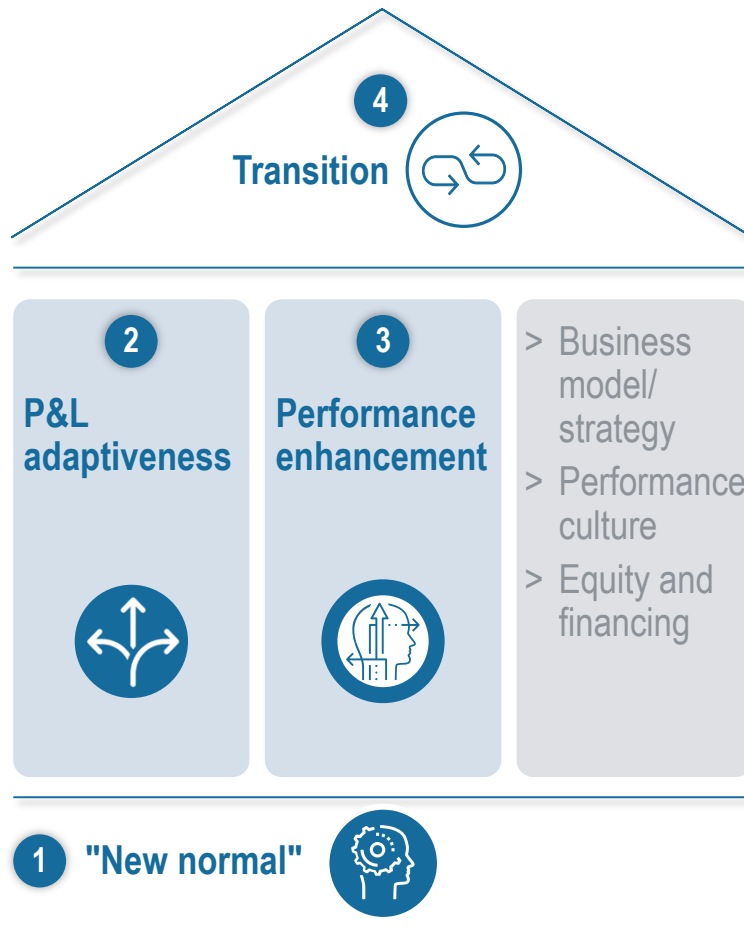 4
Transition
2
P&L
adaptiveness
3
Performance
enhancement
> Business
model/
strategy
> Performance
culture
> Equity and
financing
1 "New normal"